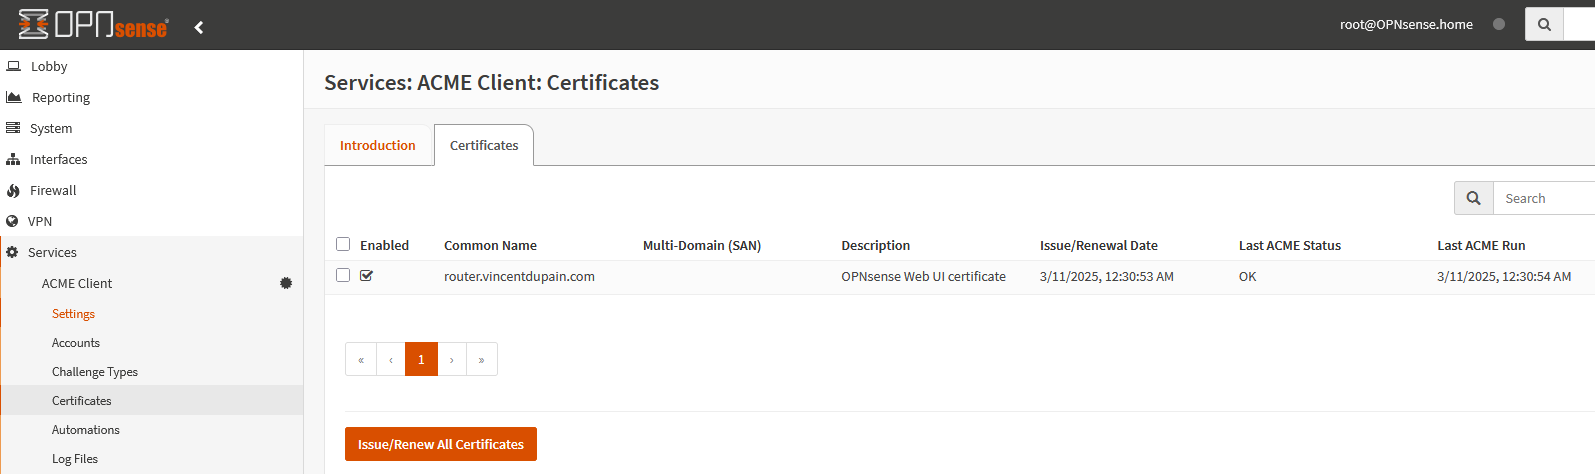 OPNsense®
root@OPNsense.home
Lobby
Reporting
System
Interfaces
Firewall
VPN
Services
ACME Client
Settings
Accounts
Challenge Types
Certificates
Automations
Log Files
Services: ACME Client: Certificates
Introduction Certificates
Search
Enabled Common Name Multi-Domain (SAN) Description Issue/Renewal Date Last ACME Status Last ACME Run
router.vincentdupain.com OPNsense Web UI certificate 3/11/2025, 12:30:53 AM OK 3/11/2025, 12:30:54 AM
« ‹ 1 › »
Issue/Renew All Certificates